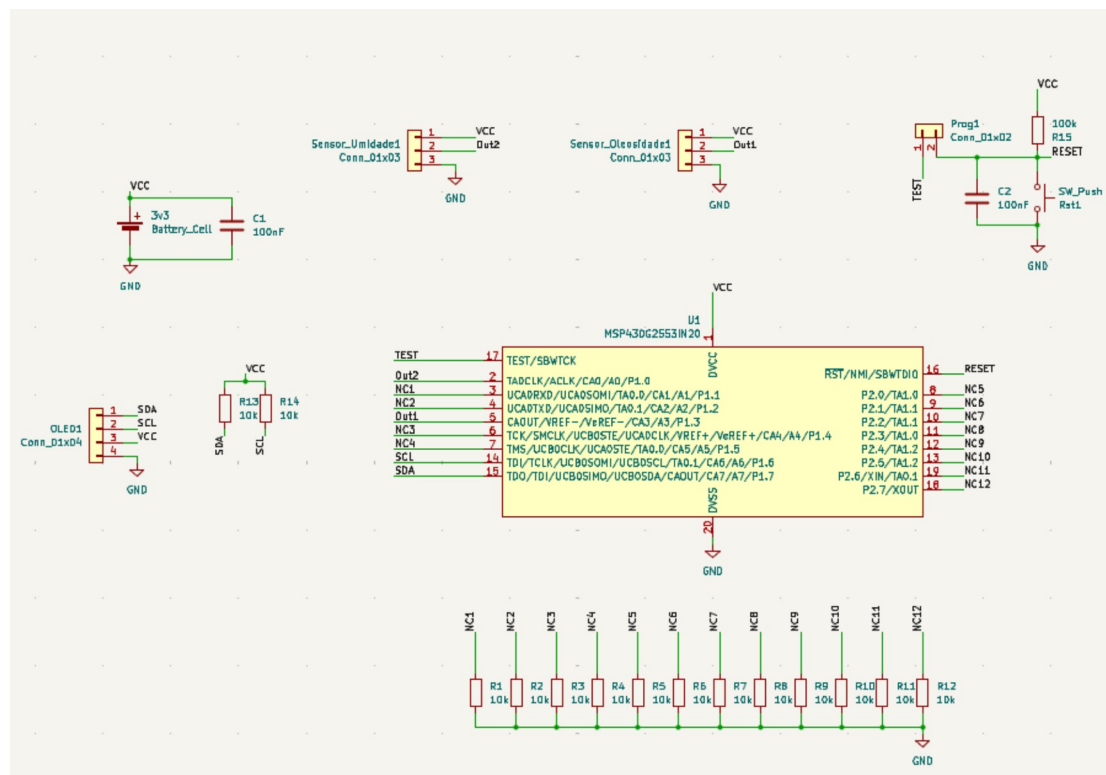 VCC
Prog1
Conn_01x02
1
2
TEST
100k
R15
RESET
C2
100nF
SW_Push
Rst1
GND
Sensor_Umidade1
Conn_01x03
1
2
3
VCC
Out2
GND
Sensor_Oleosidade1
Conn_01x03
1
2
3
VCC
Out1
GND
VCC
+
3v3
Battery_Cell
C1
100nF
GND
VCC
U1
MSP430G2553IN20
1
DVCC
TEST
17
TEST/SBWTCK
Out2
2
TADCLK/ACLK/CA0/A0/P1.0
NC1
3
UCA0RXD/UCA0SOMI/TA0.0/CA1/A1/P1.1
NC2
4
UCA0TXD/UCA0SIMO/TA0.1/CA2/A2/P1.2
Out1
5
CAOUT/VREF-/VeREF-/CA3/A3/P1.3
NC3
6
TCK/SMCLK/UCB0STE/UCA0CLK/VREF+/VeREF+/CA4/A4/P1.4
NC4
7
TMS/UCB0CLK/UCA0STE/TA0.0/CA5/A5/P1.5
SCL
14
TDI/TCLK/UCB0SOMI/UCB0SCL/TA0.1/CA6/A6/P1.6
SDA
15
TDO/TDI/UCB0SIMO/UCB0SDA/CAOUT/CA7/A7/P1.7
RST/NMI/SBWTDIO
16
RESET
P2.0/TA1.0
8
NC5
P2.1/TA1.1
9
NC6
P2.2/TA1.1
10
NC7
P2.3/TA1.0
11
NC8
P2.4/TA1.2
12
NC9
P2.5/TA1.2
13
NC10
P2.6/XIN/TA0.1
19
NC11
P2.7/XOUT
18
NC12
DVSS
20
GND
VCC
R13
10k
R14
10k
SDA
SCL
OLED1
Conn_01x04
1
2
3
4
SDA
SCL
VCC
GND
NC1
NC2
NC3
NC4
NC5
NC6
NC7
NC8
NC9
NC10
NC11
NC12
R1
10k
R2
10k
R3
10k
R4
10k
R5
10k
R6
10k
R7
10k
R8
10k
R9
10k
R10
10k
R11
10k
R12
10k
GND